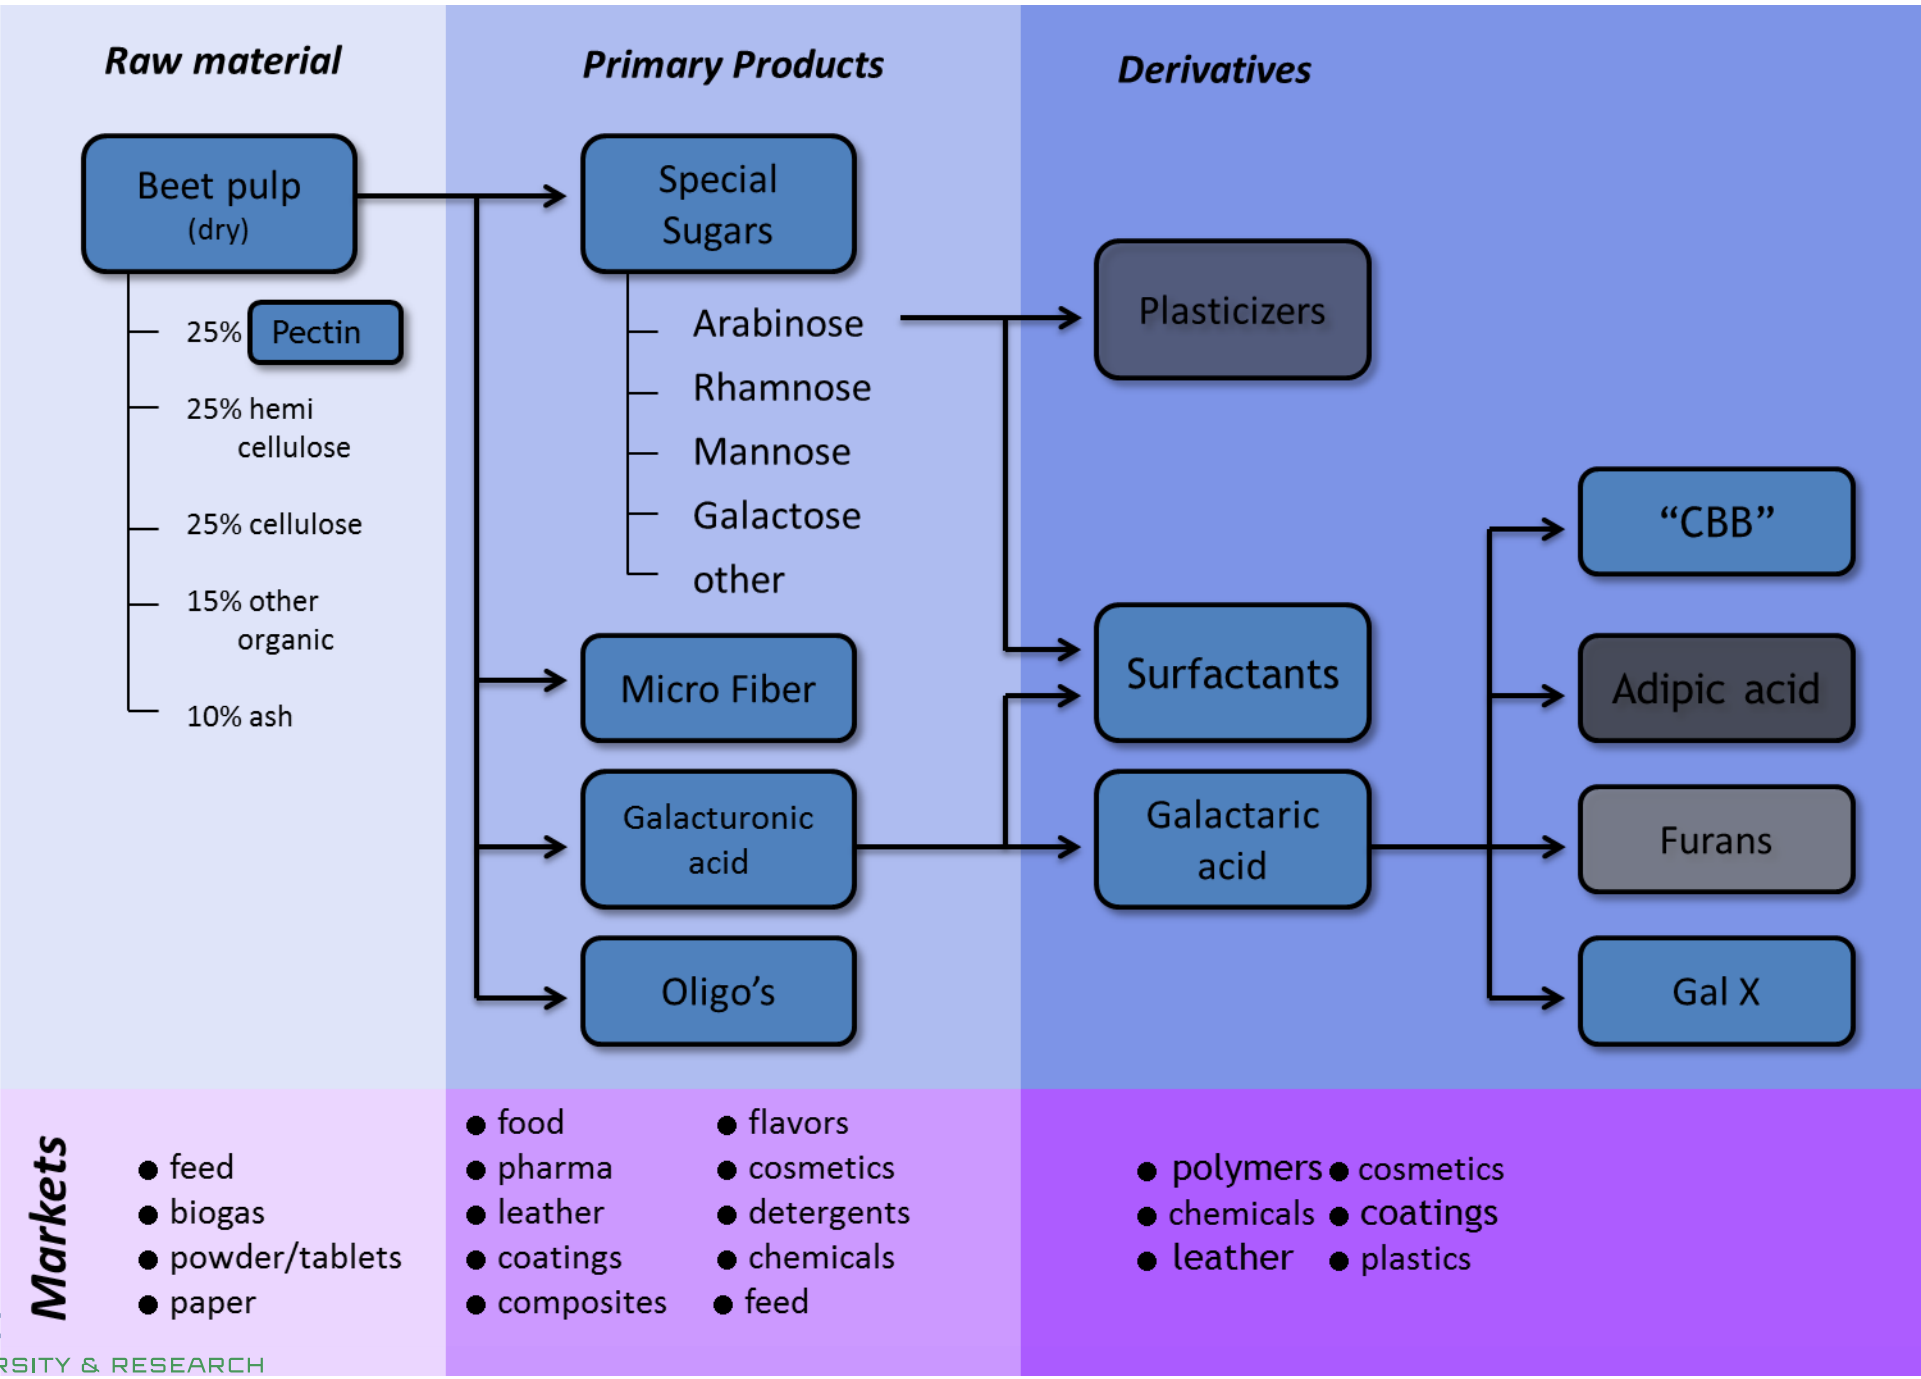 Raw material
Primary Products
Derivatives
Beet pulp
(dry)
25% Pectin
25% hemi
cellulose
25% cellulose
15% other
organic
10% ash
Special
Sugars
Arabinose
Rhamnose
Mannose
Galactose
other
Micro Fiber
Galacturonic
acid
Oligo's
Plasticizers
Surfactants
Galactaric
acid
“CBB”
Adipic acid
Furans
Gal X
Markets
● feed
● biogas
● powder/tablets
● paper
● food
● pharma
● leather
● coatings
● composites
● flavors
● cosmetics
● detergents
● chemicals
● feed
● polymers
● chemicals
● leather
● cosmetics
● coatings
● plastics
RSITY & RESEARCH